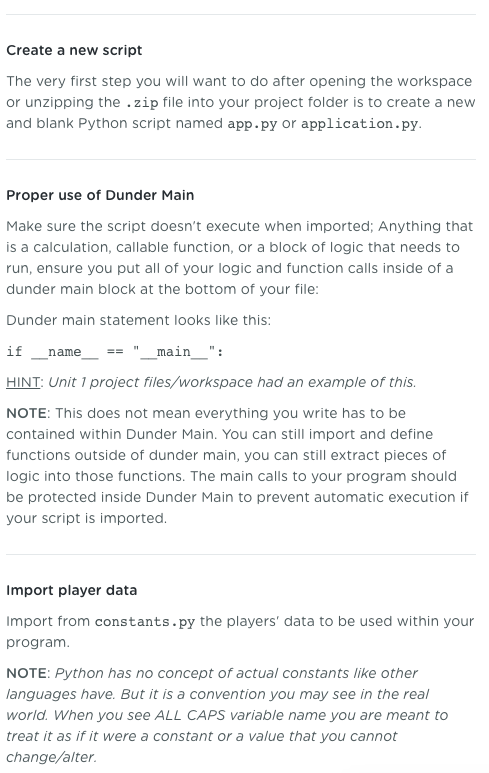 Create a new script
The very first step you will want to do after opening the workspace
or unzipping the .zip file into your project folder is to create a new
and blank Python script named app.py or application.py.
Proper use of Dunder Main
Make sure the script doesn't execute when imported; Anything that
is a calculation, callable function, or a block of logic that needs to
run, ensure you put all of your logic and function calls inside of a
dunder main block at the bottom of your file:
Dunder main statement looks like this:
if __name__ == "__main__":
HINT: Unit 1 project files/workspace had an example of this.
NOTE: This does not mean everything you write has to be
contained within Dunder Main. You can still import and define
functions outside of dunder main, you can still extract pieces of
logic into those functions. The main calls to your program should
be protected inside Dunder Main to prevent automatic execution if
your script is imported.
Import player data
Import from constants.py the players' data to be used within your
program.
NOTE: Python has no concept of actual constants like other
languages have. But it is a convention you may see in the real
world. When you see ALL CAPS variable name you are meant to
treat it as if it were a constant or a value that you cannot
change/alter.